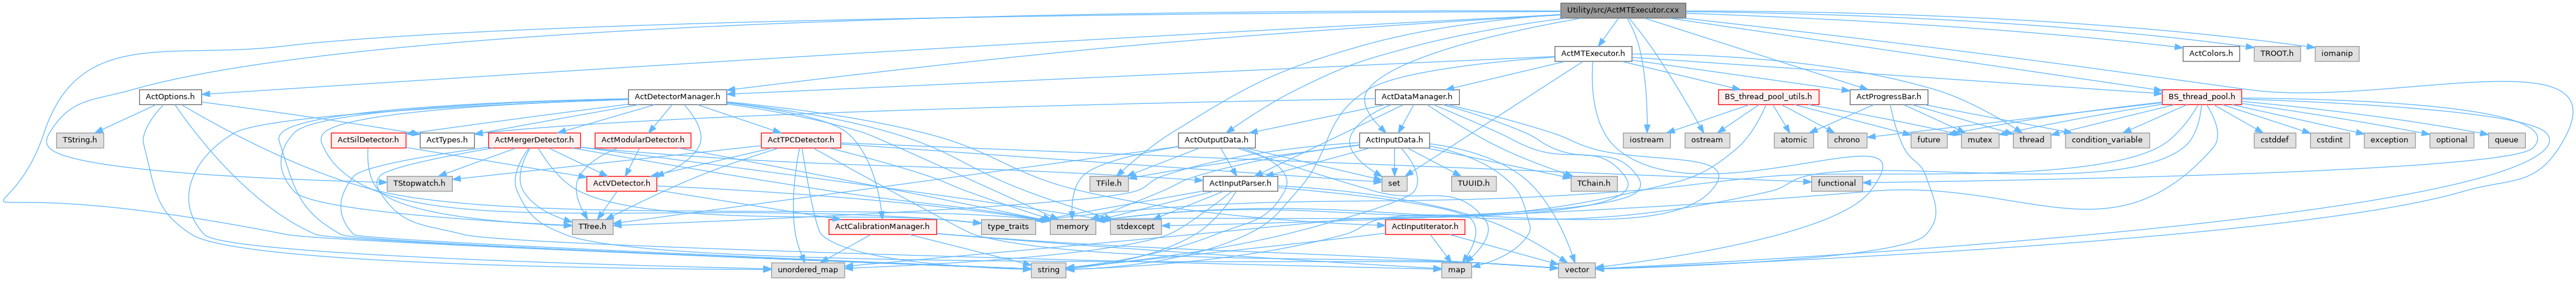 Utility/src/ActMTExecutor.cxx
ActMTExecutor.h
ActColors.h
TROOT.h
iomanip
ActOptions.h
ActDetectorManager.h
ActDataManager.h
BS_thread_pool_utils.h
ActProgressBar.h
BS_thread_pool.h
TString.h
ActSilDetector.h
ActTypes.h
ActMergerDetector.h
ActModularDetector.h
ActTPCDetector.h
ActOutputData.h
ActInputData.h
iostream
ostream
atomic
chrono
future
mutex
thread
condition_variable
cstddef
cstdint
exception
optional
queue
TStopwatch.h
ActVDetector.h
TFile.h
ActInputParser.h
set
TUUID.h
TChain.h
functional
TTree.h
ActCalibrationManager.h
type_traits
memory
stdexcept
ActInputIterator.h
unordered_map
string
map
vector